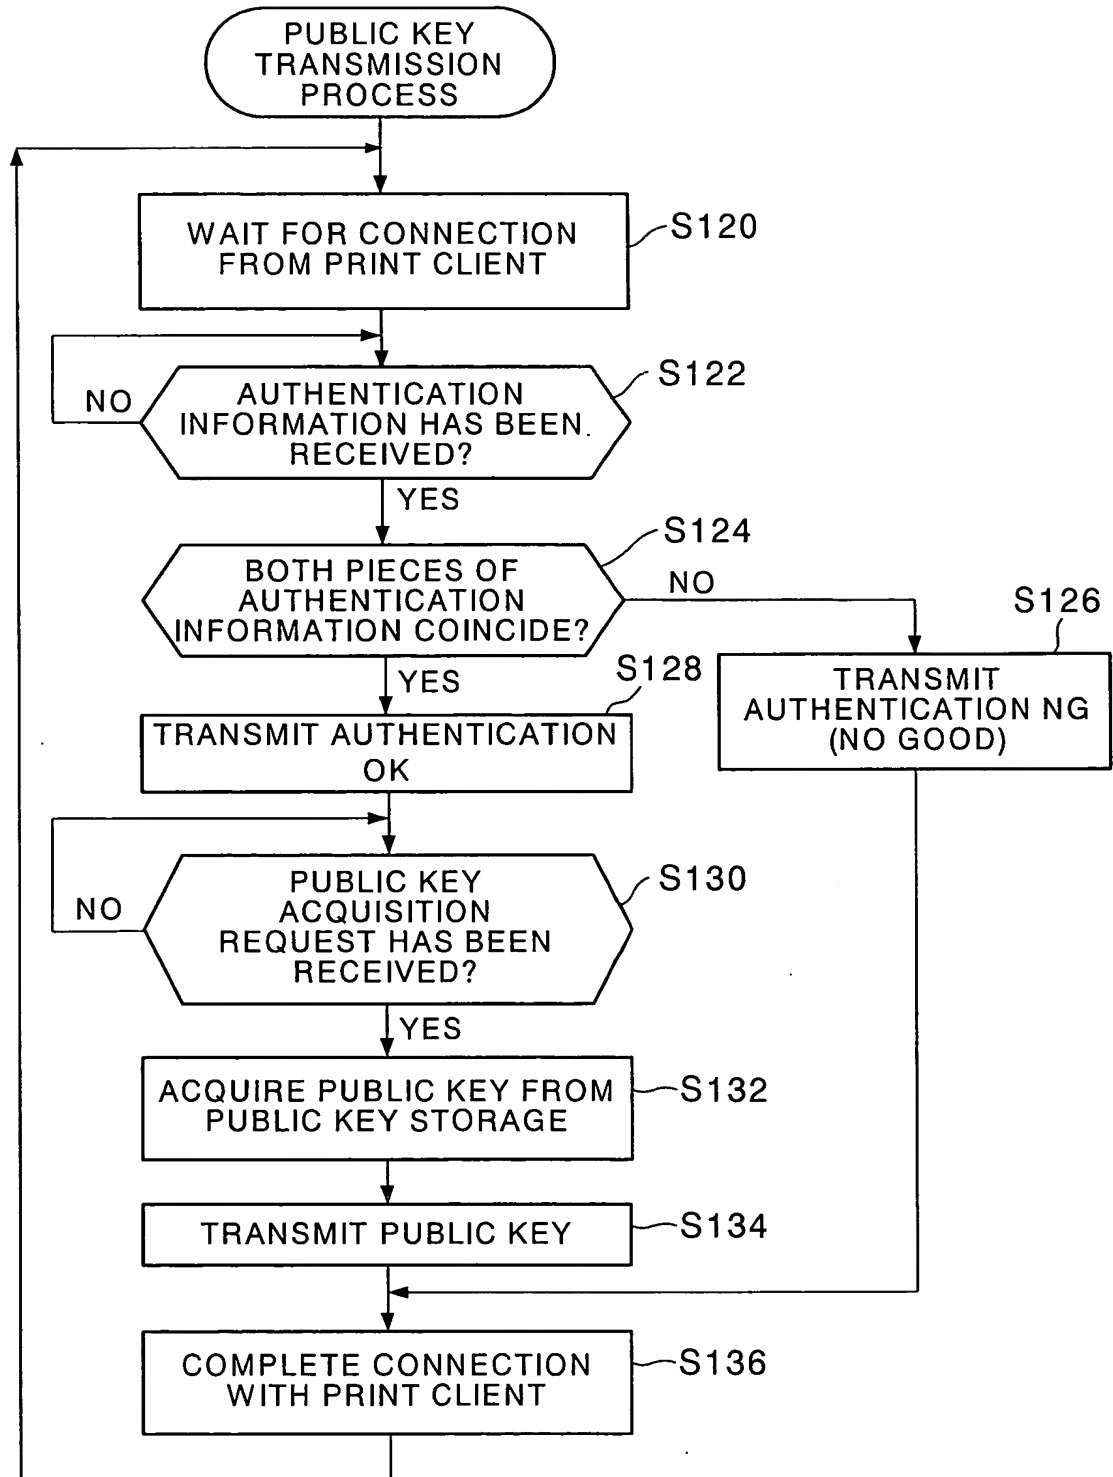 PUBLIC KEY
TRANSMISSION
PROCESS
WAIT FOR CONNECTION
FROM PRINT CLIENT
S120
AUTHENTICATION
INFORMATION HAS BEEN
RECEIVED?
S122
NO
YES
BOTH PIECES OF
AUTHENTICATION
INFORMATION COINCIDE?
S124
NO
YES
S126
TRANSMIT
AUTHENTICATION NG
(NO GOOD)
S128
TRANSMIT AUTHENTICATION
OK
PUBLIC KEY
ACQUISITION
REQUEST HAS BEEN
RECEIVED?
S130
NO
YES
ACQUIRE PUBLIC KEY FROM
PUBLIC KEY STORAGE
S132
TRANSMIT PUBLIC KEY
S134
COMPLETE CONNECTION
WITH PRINT CLIENT
S136